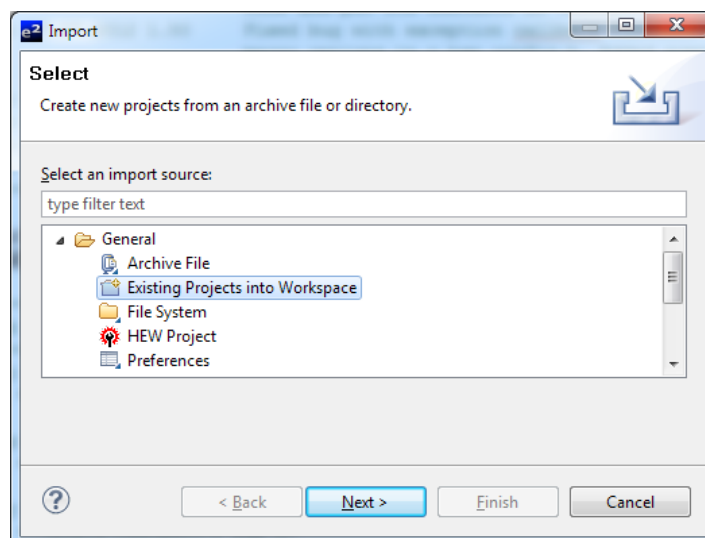 e² Import
Select
Create new projects from an archive file or directory.
Select an import source:
type filter text
General
Archive File
Existing Projects into Workspace
File System
HEW Project
Preferences
? < Back Next > Finish Cancel